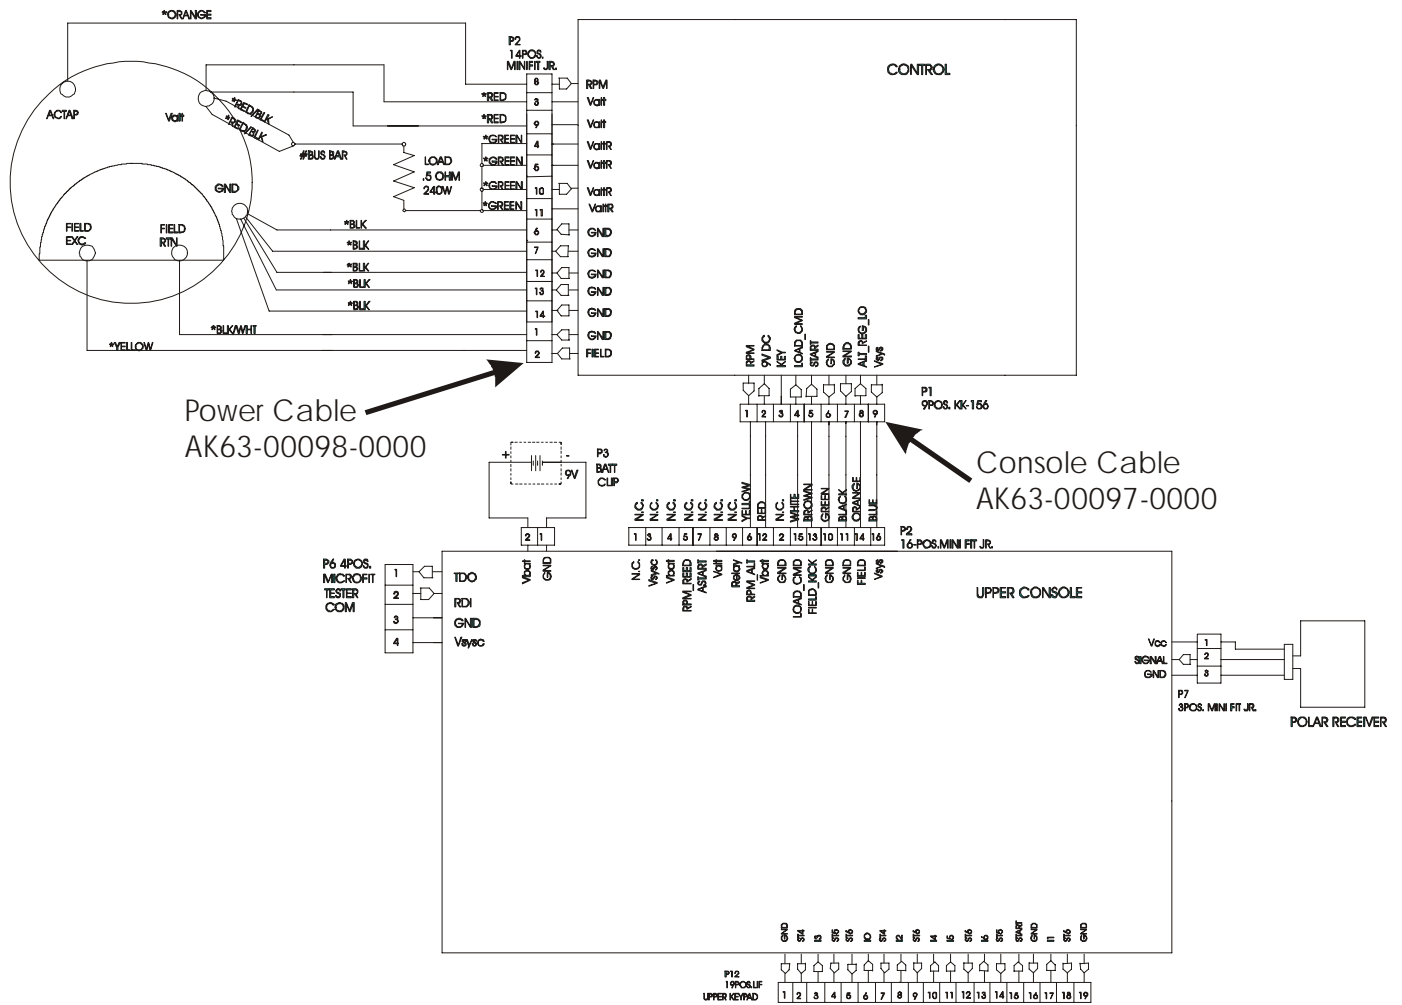 *ORANGE
P2
14POS.
MINIFIT JR.
CONTROL
ACTAP
Valt
*RED/BLK
*RED/BLK
#BUS BAR
LOAD
.5 OHM
240W
GND
FIELD
EXC
FIELD
RTN
8 RPM
*RED 3 Valt
*RED 9 Valt
*GREEN 4 ValtR
*GREEN 5 ValtR
*GREEN 10 ValtR
*GREEN 11 ValtR
*BLK 6 GND
*BLK 7 GND
*BLK 12 GND
*BLK 13 GND
*BLK 14 GND
*BLK/WHT 1 GND
*YELLOW 2 FIELD
RPM 9V DC KEY LOAD_CMD START GND GND ALT_REG_LO Vsys
1 2 3 4 5 6 7 8 9
P1
9POS. KK-156
Power Cable
AK63-00098-0000
Console Cable
AK63-00097-0000
+ - 9V
P3
BATT
CLIP
2 1
Vbat GND
N.C. N.C. N.C. N.C. N.C. N.C. N.C. YELLOW RED N.C. WHITE BROWN GREEN BLACK ORANGE BLUE
1 3 4 5 7 8 9 6 12 2 15 13 10 11 14 16
P2
16-POS.MINI FIT JR.
N.C. Vsysc Vbat RPM_REED ASTART Valt Relay RPM_ALT Vbat GND LOAD_CMD FIELD_KICK GND GND FIELD Vsys
P6 4POS.
MICROFIT
TESTER
COM
1 TDO
2 RDI
3 GND
4 Vsysc
UPPER CONSOLE
Vcc 1
SIGNAL 2
GND 3
P7
3POS. MINI FIT JR.
POLAR RECEIVER
GND ST4 I3 ST5 ST6 IO ST4 I2 ST6 I4 I5 ST6 I6 ST5 START GND I1 ST6 GND
P12
19POS.LIF
UPPER KEYPAD
1 2 3 4 5 6 7 8 9 10 11 12 13 14 15 16 17 18 19